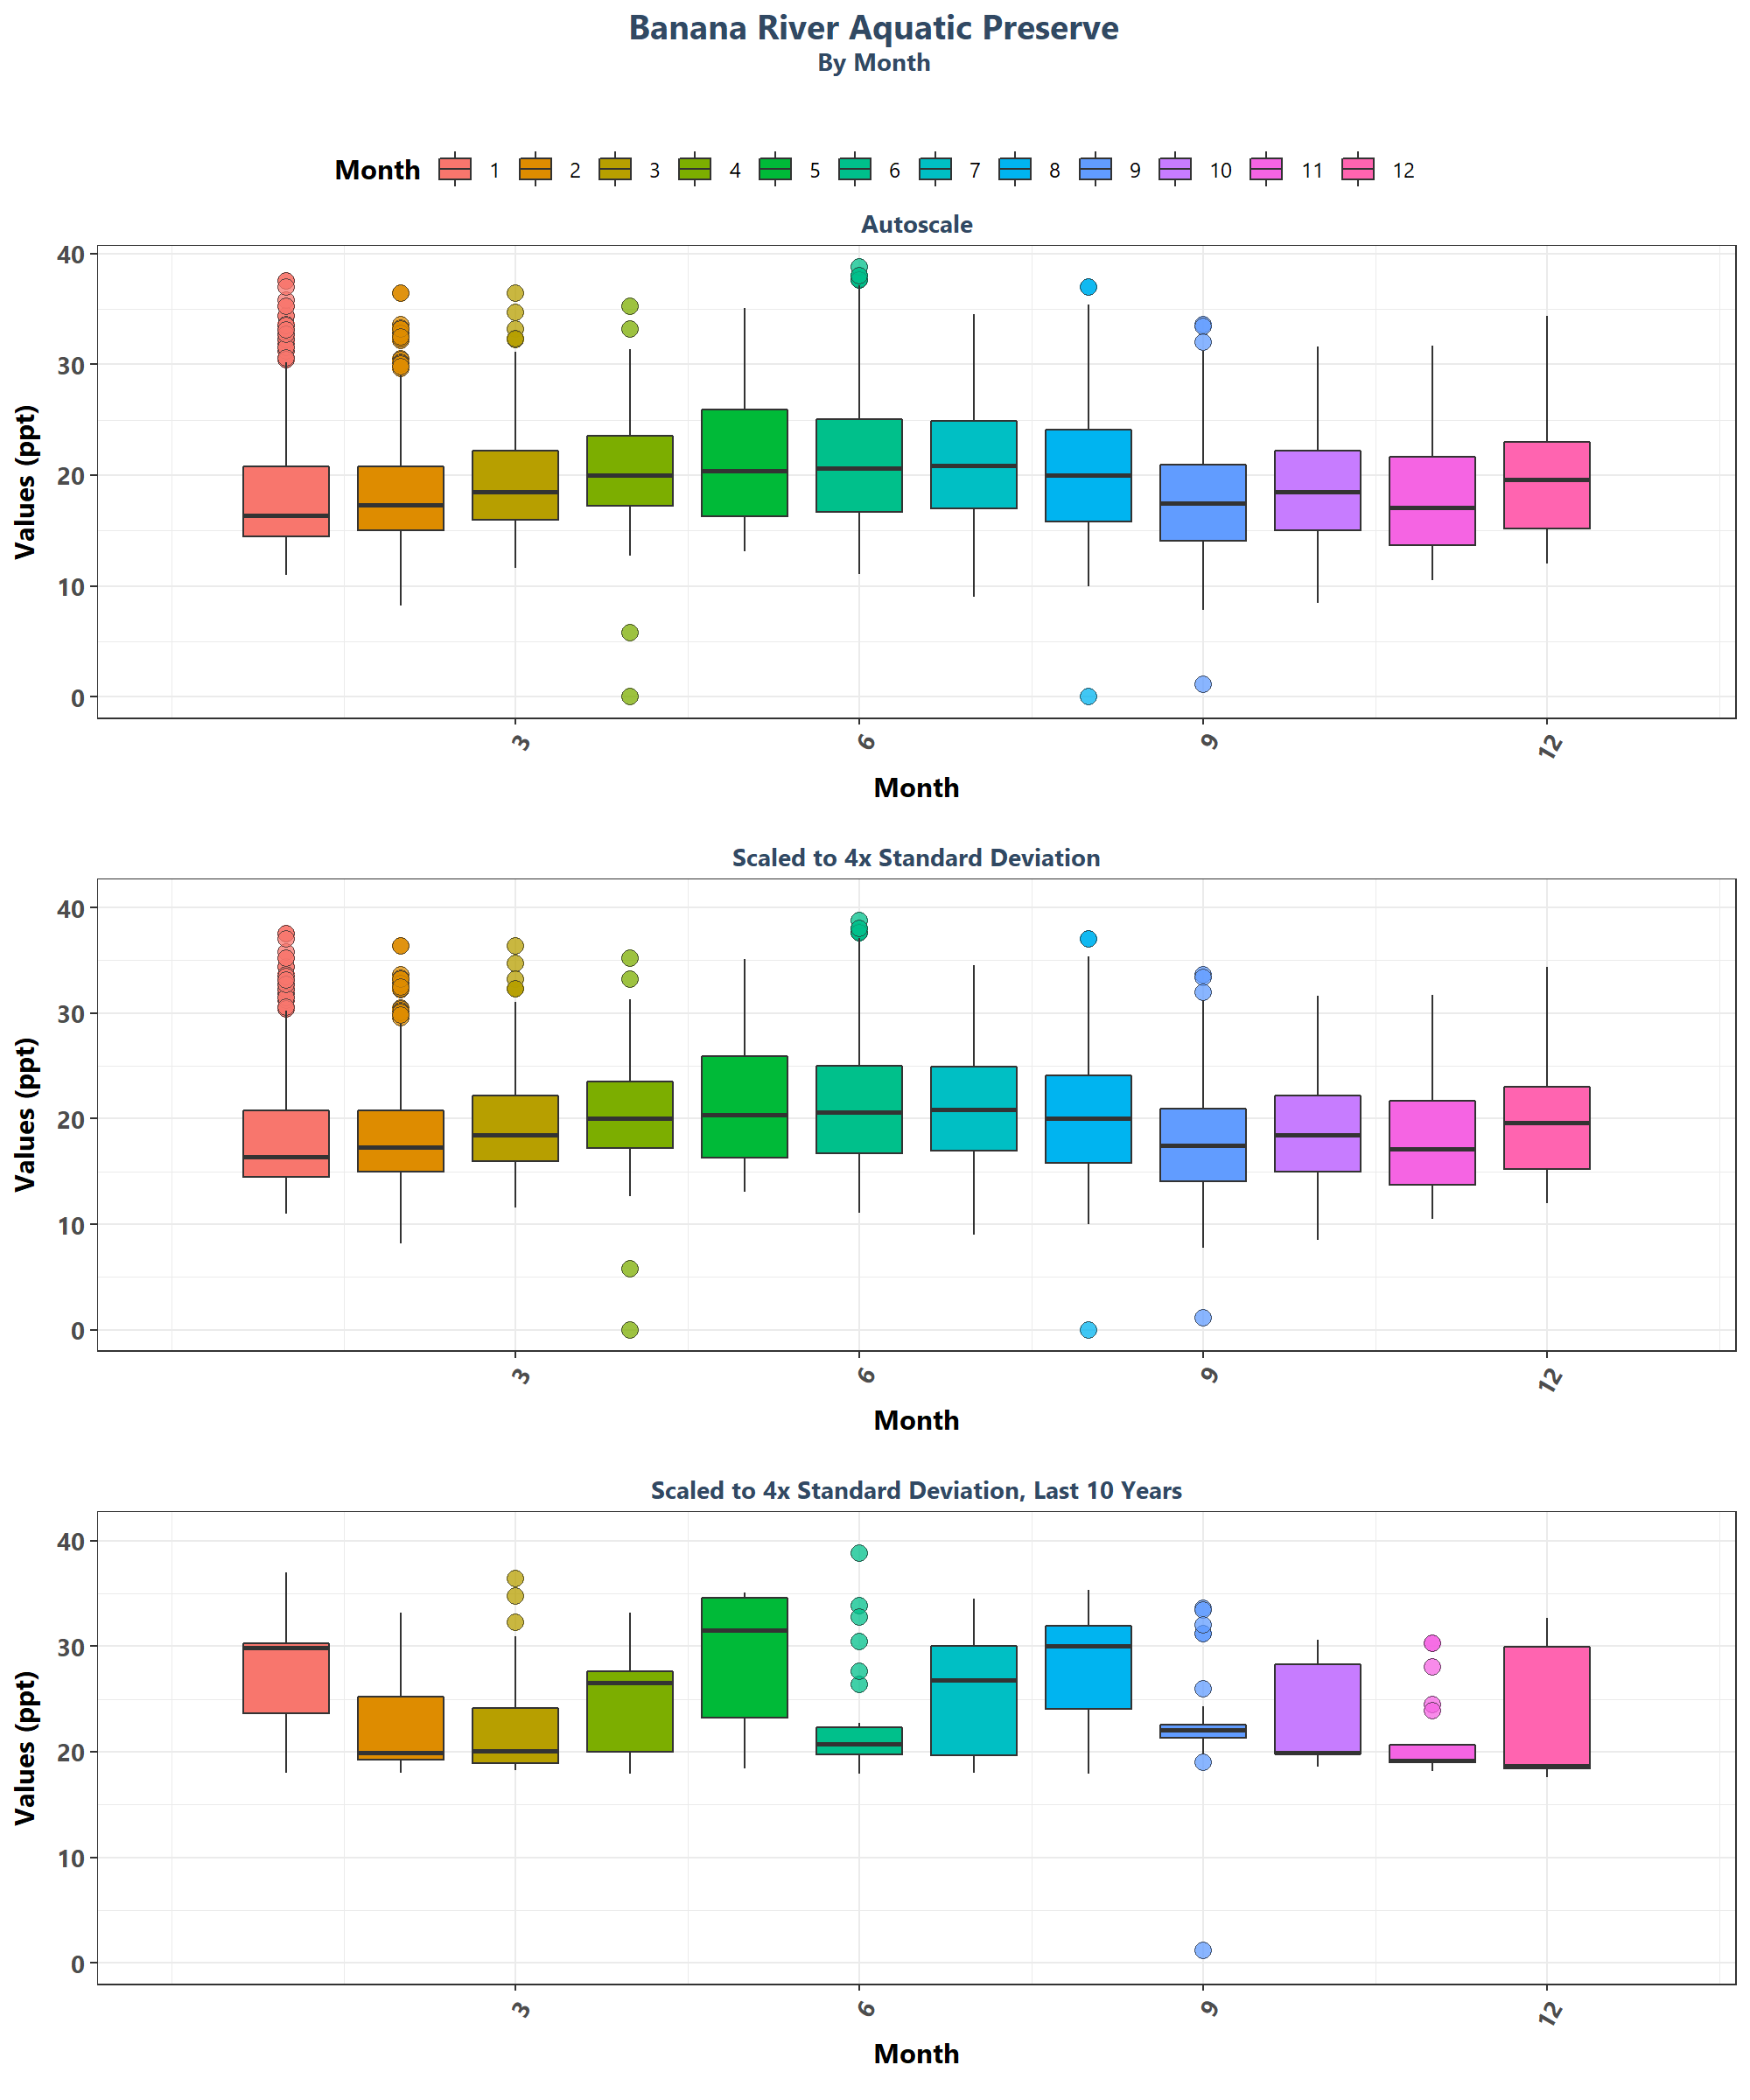 Banana River Aquatic Preserve
By Month
Month 1 2 3 4 5 6 7 8 9 10 11 12
Autoscale
Values (ppt)
40
30
20
10
0
3 6 9 12
Month
Scaled to 4x Standard Deviation
Values (ppt)
40
30
20
10
0
3 6 9 12
Month
Scaled to 4x Standard Deviation, Last 10 Years
Values (ppt)
40
30
20
10
0
3 6 9 12
Month